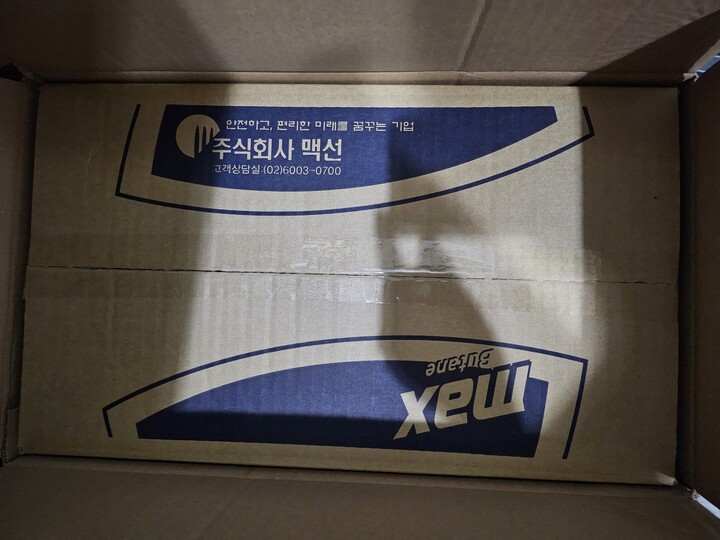 안전하고, 편리한 미래를 꿈꾸는 기업
주식회사 맥선
고객상담실:(02)6003-0700
max
Butane